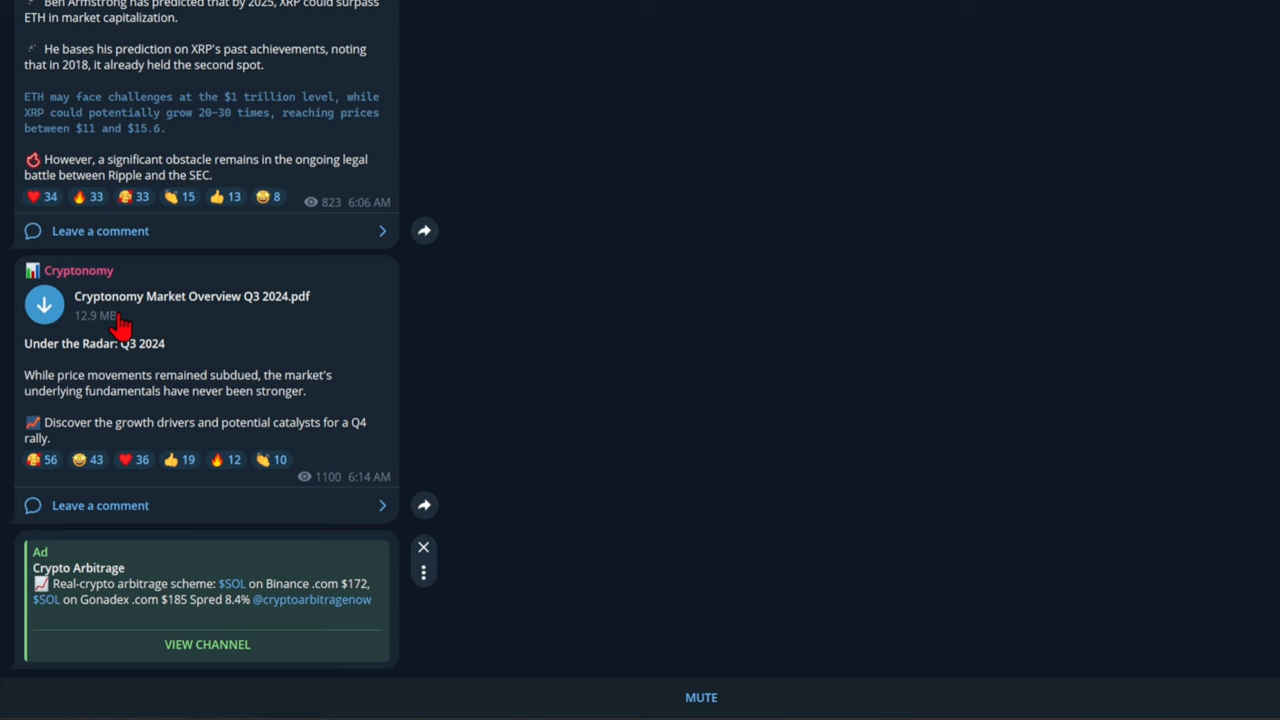 Ben Armstrong has predicted that by 2025, XRP could surpass
ETH in market capitalization.
He bases his prediction on XRP's past achievements, noting
that in 2018, it already held the second spot.
ETH may face challenges at the $1 trillion level, while
XRP could potentially grow 20-30 times, reaching prices
between $11 and $15.6.
However, a significant obstacle remains in the ongoing legal
battle between Ripple and the SEC.
34 33 33 15 13 8 823 6:06 AM
Leave a comment
Cryptonomy
Cryptonomy Market Overview Q3 2024.pdf
12.9 MB
Under the Radar: Q3 2024
While price movements remained subdued, the market's
underlying fundamentals have never been stronger.
Discover the growth drivers and potential catalysts for a Q4
rally.
56 43 36 19 12 10
1100 6:14 AM
Leave a comment
Ad
Crypto Arbitrage
Real-crypto arbitrage scheme: $SOL on Binance .com $172,
$SOL on Gonadex .com $185 Spred 8.4% @cryptoarbitragenow
VIEW CHANNEL
MUTE